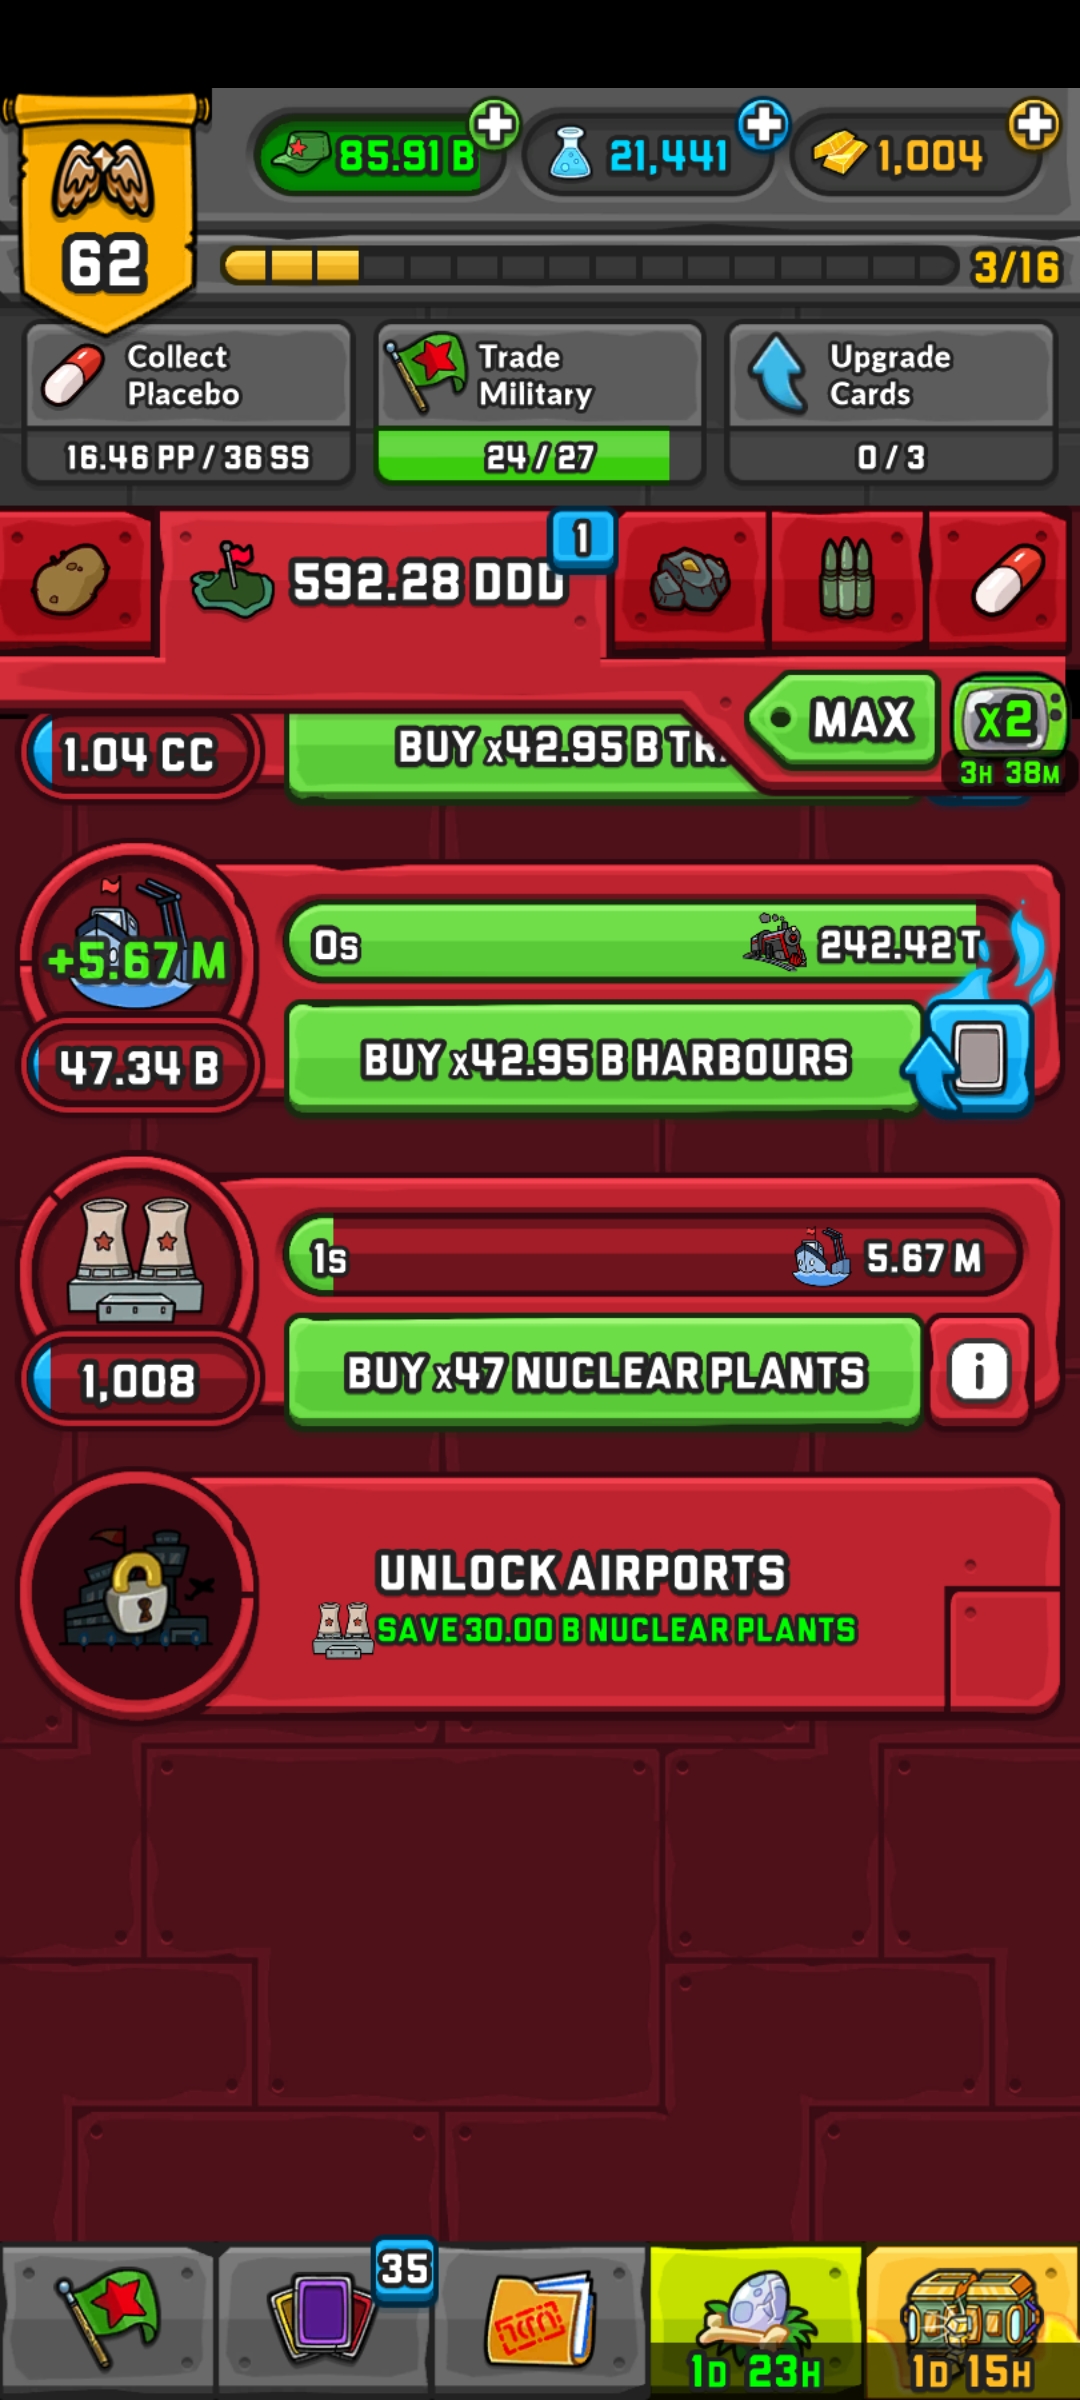 62
85.91 B
21,441
1,004
3/16
Collect
Placebo
16.46 PP / 36 SS
Trade
Military
24 / 27
Upgrade
Cards
0 / 3
592.28 DDD
1
MAX
x2
3H 38M
1.04 CC
BUY x42.95 B
+5.67 M
0s
242.42 T
47.34 B
BUY x42.95 B HARBOURS
1s
5.67 M
1,008
BUY x47 NUCLEAR PLANTS
i
UNLOCK AIRPORTS
SAVE 30.00 B NUCLEAR PLANTS
35
1D 23H
1D 15H